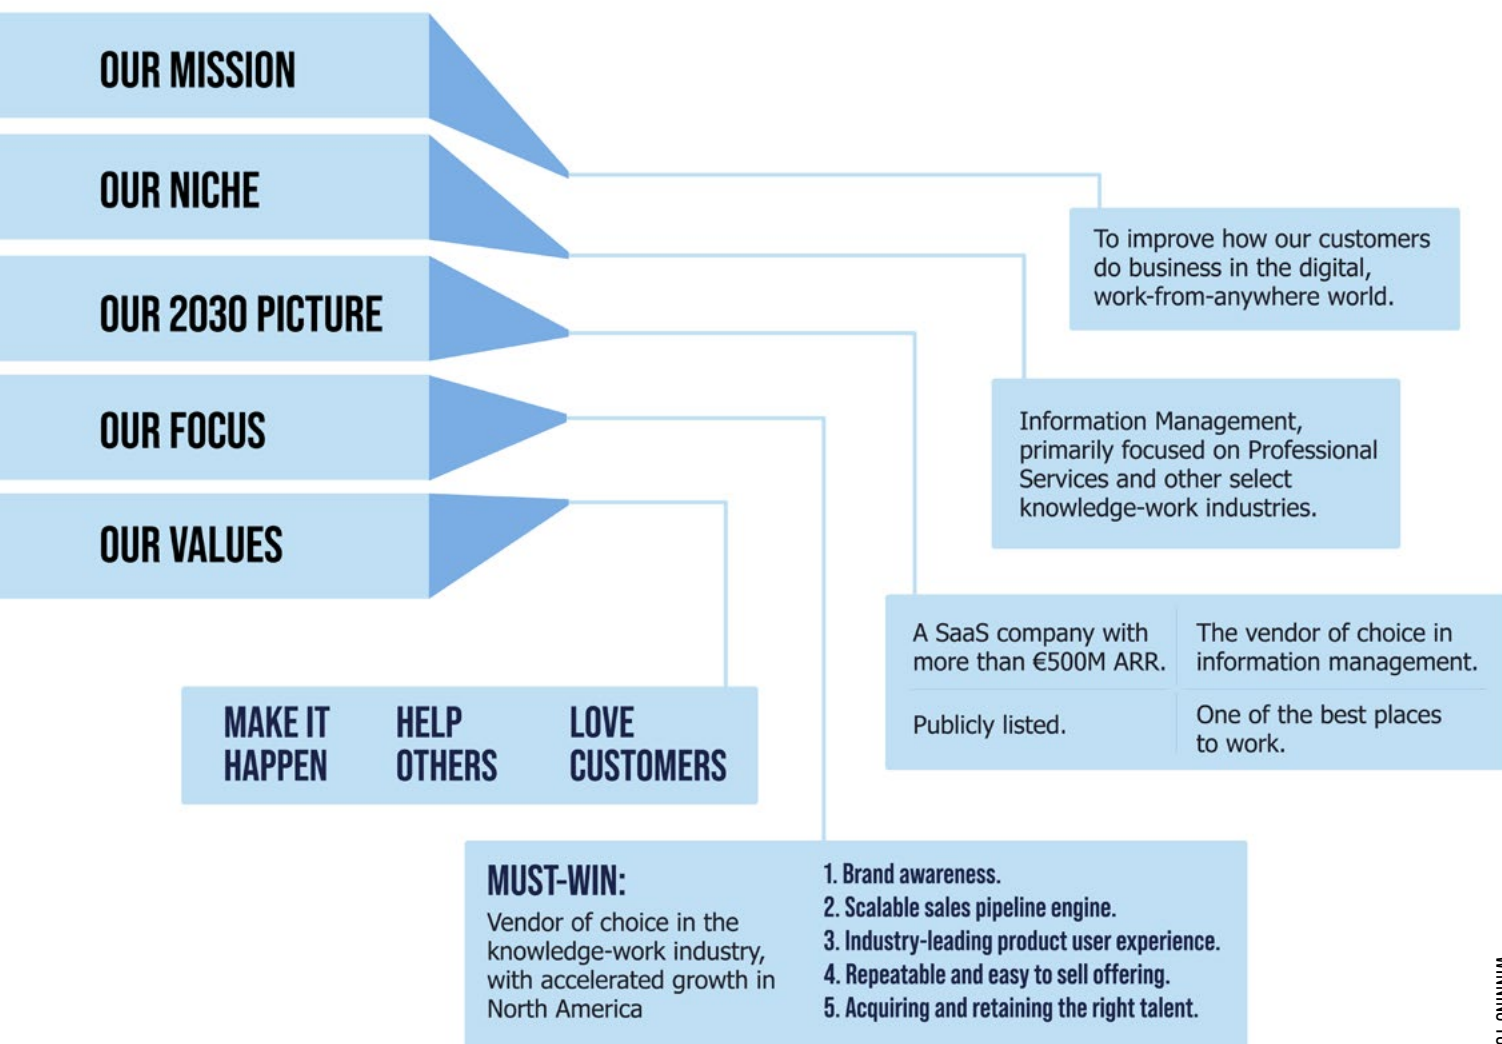 OUR MISSION
OUR NICHE
OUR 2030 PICTURE
OUR FOCUS
OUR VALUES
To improve how our customers
do business in the digital,
work-from-anywhere world.
Information Management,
primarily focused on Professional
Services and other select
knowledge-work industries.
A SaaS company with
more than €500M ARR.
The vendor of choice in
information management.
Publicly listed.
One of the best places
to work.
MAKE IT
HAPPEN
HELP
OTHERS
LOVE
CUSTOMERS
MUST-WIN:
Vendor of choice in the
knowledge-work industry,
with accelerated growth in
North America
1. Brand awareness.
2. Scalable sales pipeline engine.
3. Industry-leading product user experience.
4. Repeatable and easy to sell offering.
5. Acquiring and retaining the right talent.